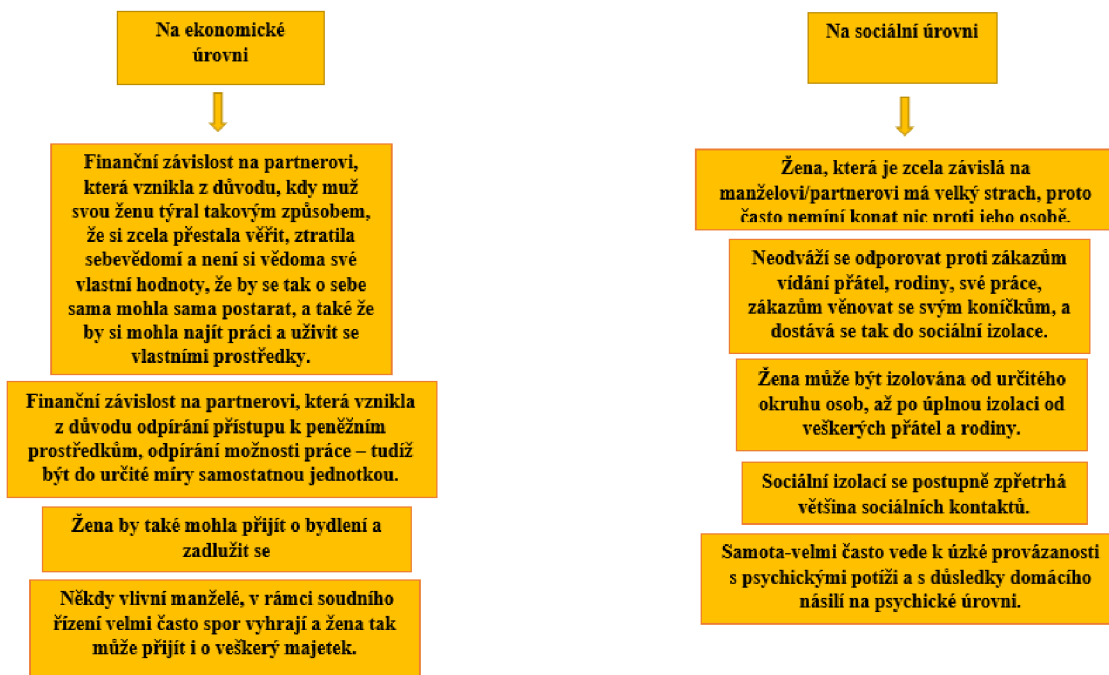 Na ekonomické
úrovni
Finanční závislost na partnerovi,
která vznikla z důvodu, kdy muž
svou ženu týral takovým způsobem,
že si zcela přestala věřit, ztratila
sebevědomí a není si vědoma své
vlastní hodnoty, že by se tak o sebe
sama mohla sama postarat, a také že
by si mohla najít práci a uživit se
vlastními prostředky.
Finanční závislost na partnerovi, která vznikla
z důvodu odpírání přístupu k peněžním
prostředkům, odpírání možnosti práce – tudíž
být do určité míry samostatnou jednotkou.
Žena by také mohla přijít o bydlení a
zadlužit se
Někdy vlivní manželé, v rámci soudního
řízení velmi často spor vyhrají a žena tak
může přijít i o veškerý majetek.
Na sociální úrovni
Žena, která je zcela závislá na
manželovi/partnerovi má velký strach, proto
často nemíní konat nic proti jeho osobě.
Neodváží se odporovat proti zákazům
vídání přátel, rodiny, své práce,
zákazům věnovat se svým koníčkům, a
dostává se tak do sociální izolace.
Žena může být izolována od určitého
okruhu osob, až po úplnou izolaci od
veškerých přátel a rodiny.
Sociální izolací se postupně zpřetrhá
většina sociálních kontaktů.
Samota-velmi často vede k úzké provázanosti
s psychickými potíži a s důsledky domácího
násilí na psychické úrovni.